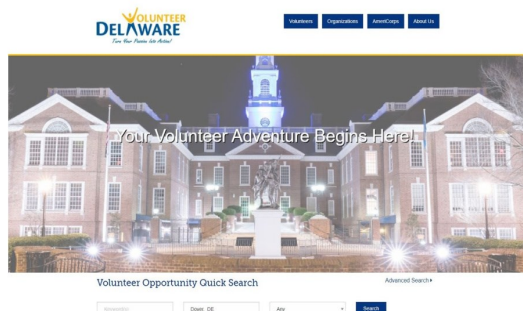 VOLUNTEER
DELAWARE
Turn Your Passion Into Action!
Volunteers
Organizations
AmeriCorps
About Us
Your Volunteer Adventure Begins Here!
Volunteer Opportunity Quick Search
Advanced Search
Dover, DE
Any
Search